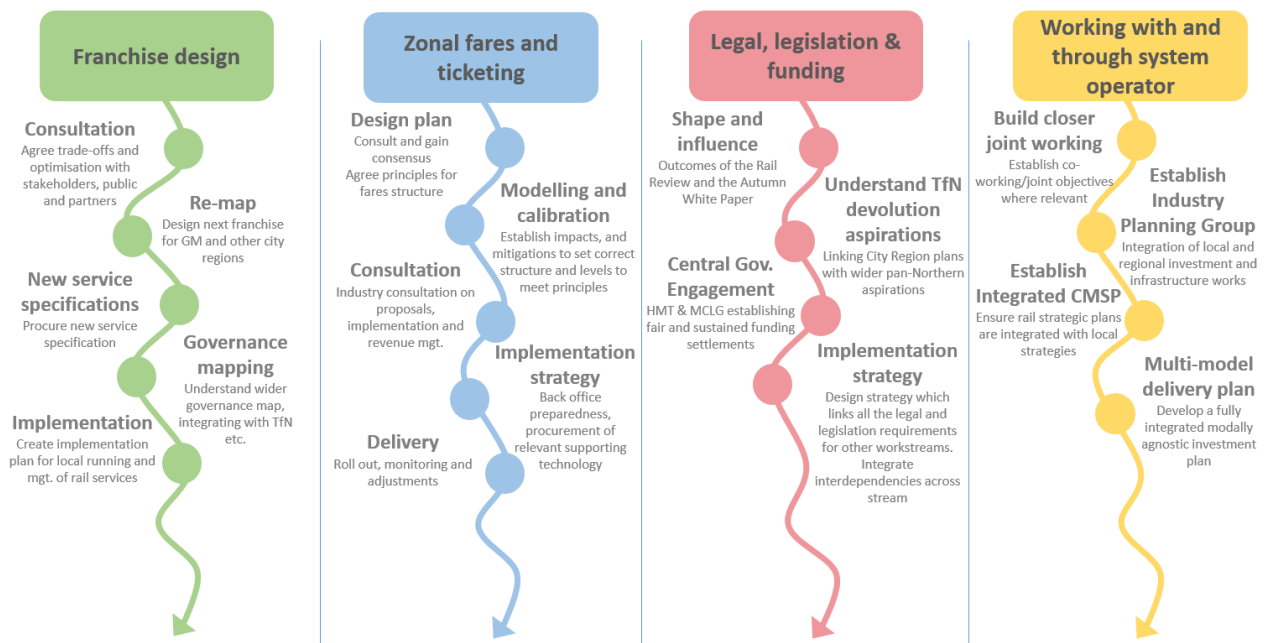 Franchise design
Consultation
Agree trade-offs and
optimisation with
stakeholders, public
and partners
Re-map
Design next franchise
for GM and other city
regions
New service
specifications
Procure new service
specification
Governance
mapping
Understand wider
governance map,
integrating with TfN
etc.
Implementation
Create implementation
plan for local running and
mgt. of rail services
Zonal fares and
ticketing
Design plan
Consult and gain
consensus
Agree principles for
fares structure
Modelling and
calibration
Establish impacts, and
mitigations to set correct
structure and levels to
meet principles
Consultation
Industry consultation on
proposals,
implementation and
revenue mgt.
Implementation
strategy
Back office
preparedness,
procurement of
relevant supporting
technology
Delivery
Roll out, monitoring and
adjustments
Legal, legislation &
funding
Shape and
influence
Outcomes of the Rail
Review and the Autumn
White Paper
Understand TfN
devolution
aspirations
Linking City Region plans
with wider pan-Northern
aspirations
Central Gov.
Engagement
HMT & MCLG establishing
fair and sustained funding
settlements
Implementation
strategy
Design strategy which
links all the legal and
legislation requirements
for other workstreams.
Integrate
interdependencies across
stream
Working with and
through system
operator
Build closer
joint working
Establish co-
working/joint objectives
where relevant
Establish
Industry
Planning Group
Integration of local and
regional investment and
infrastructure works
Establish
Integrated CMSP
Ensure rail strategic plans
are integrated with local
strategies
Multi-model
delivery plan
Develop a fully
integrated modally
agnostic investment
plan